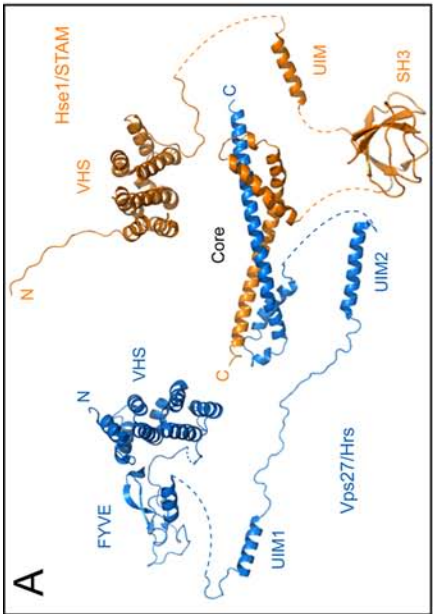 A
N
Hse1/STAM
VHS
UIM
SH3
C
Core
C
N
VHS
FYVE
UIM1
UIM2
Vps27/Hrs